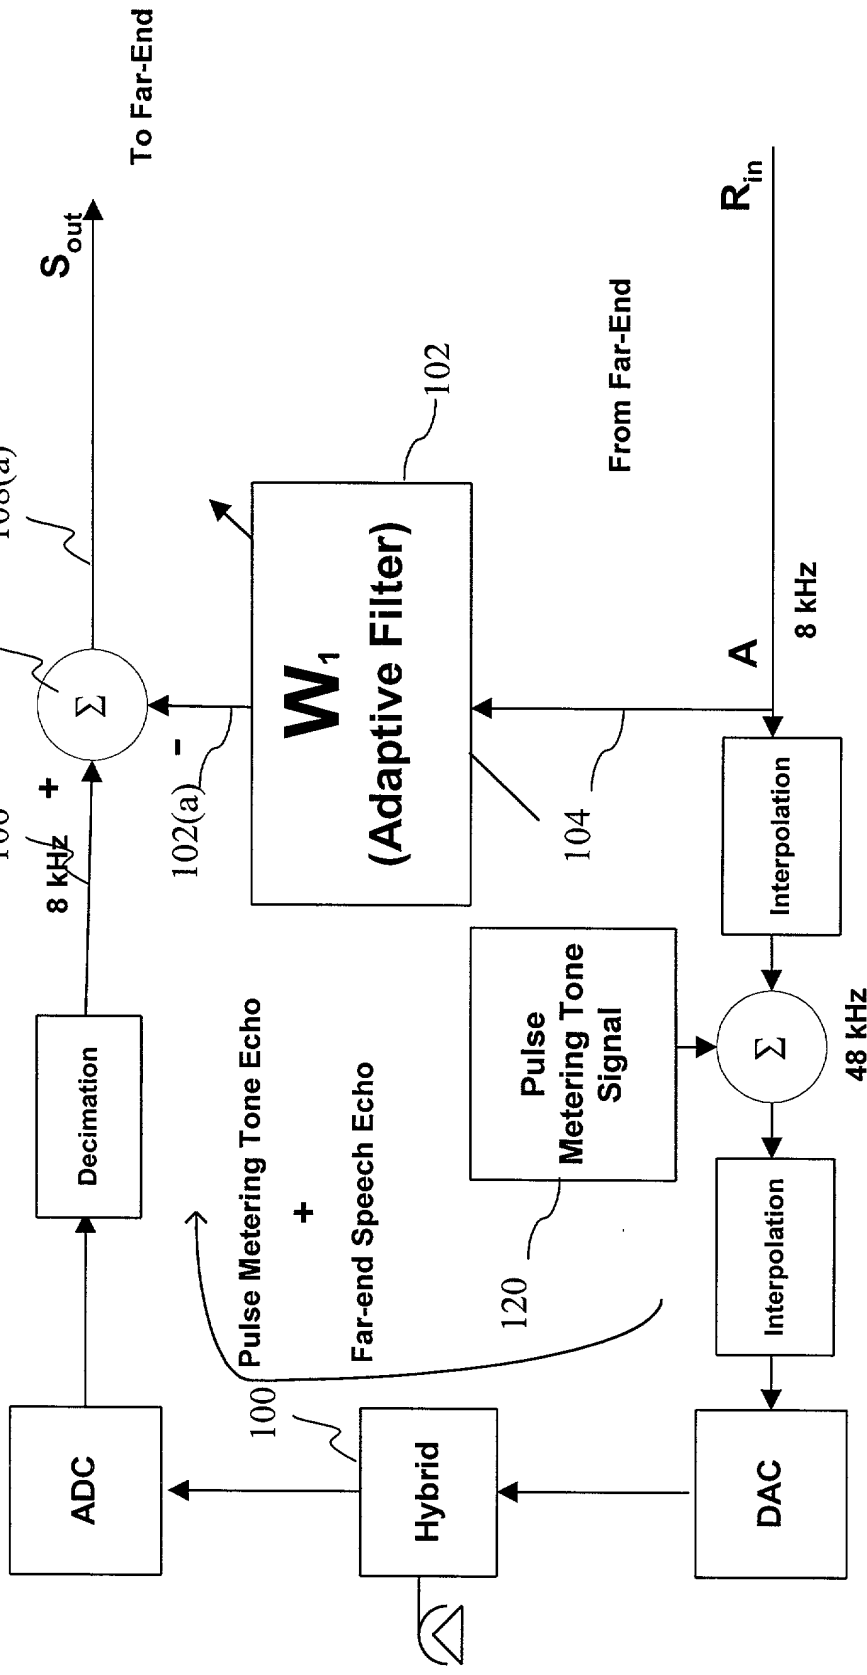 ADC
Decimation
8 kHz
+
Σ
108(a)
S out
To Far-End
102(a)
−
100
Hybrid
Pulse Metering Tone Echo
+
Far-end Speech Echo
W1
(Adaptive Filter)
102
120
Pulse
Metering Tone
Signal
104
From Far-End
DAC
Interpolation
Σ
48 kHz
Interpolation
A
8 kHz
R in